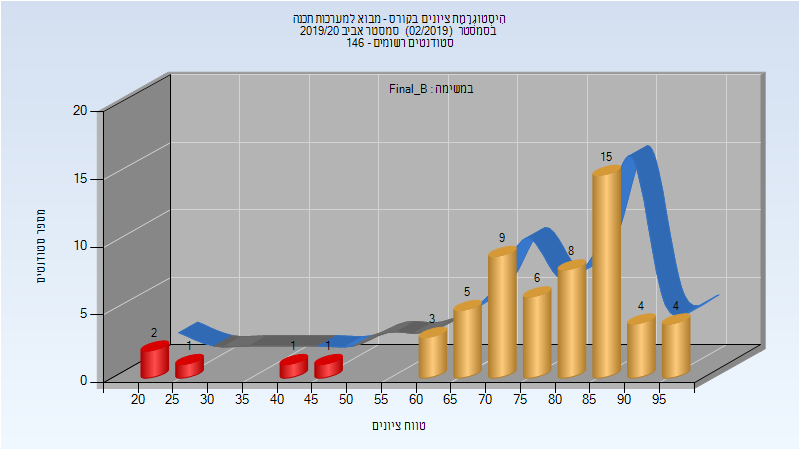 הִיסְטוֹגְרָמַת ציונים בקורס - מבוא למערכות תכנה
בסמסטר (02/2019) סמסטר אביב 2019/20
סטודנטים רשומים - 146
במשימה : Final_B
מספר סטודנטים
20
15
10
5
0
2
1
1
1
3
5
9
6
8
15
4
4
20 25 30 35 40 45 50 55 60 65 70 75 80 85 90 95
טווח ציונים